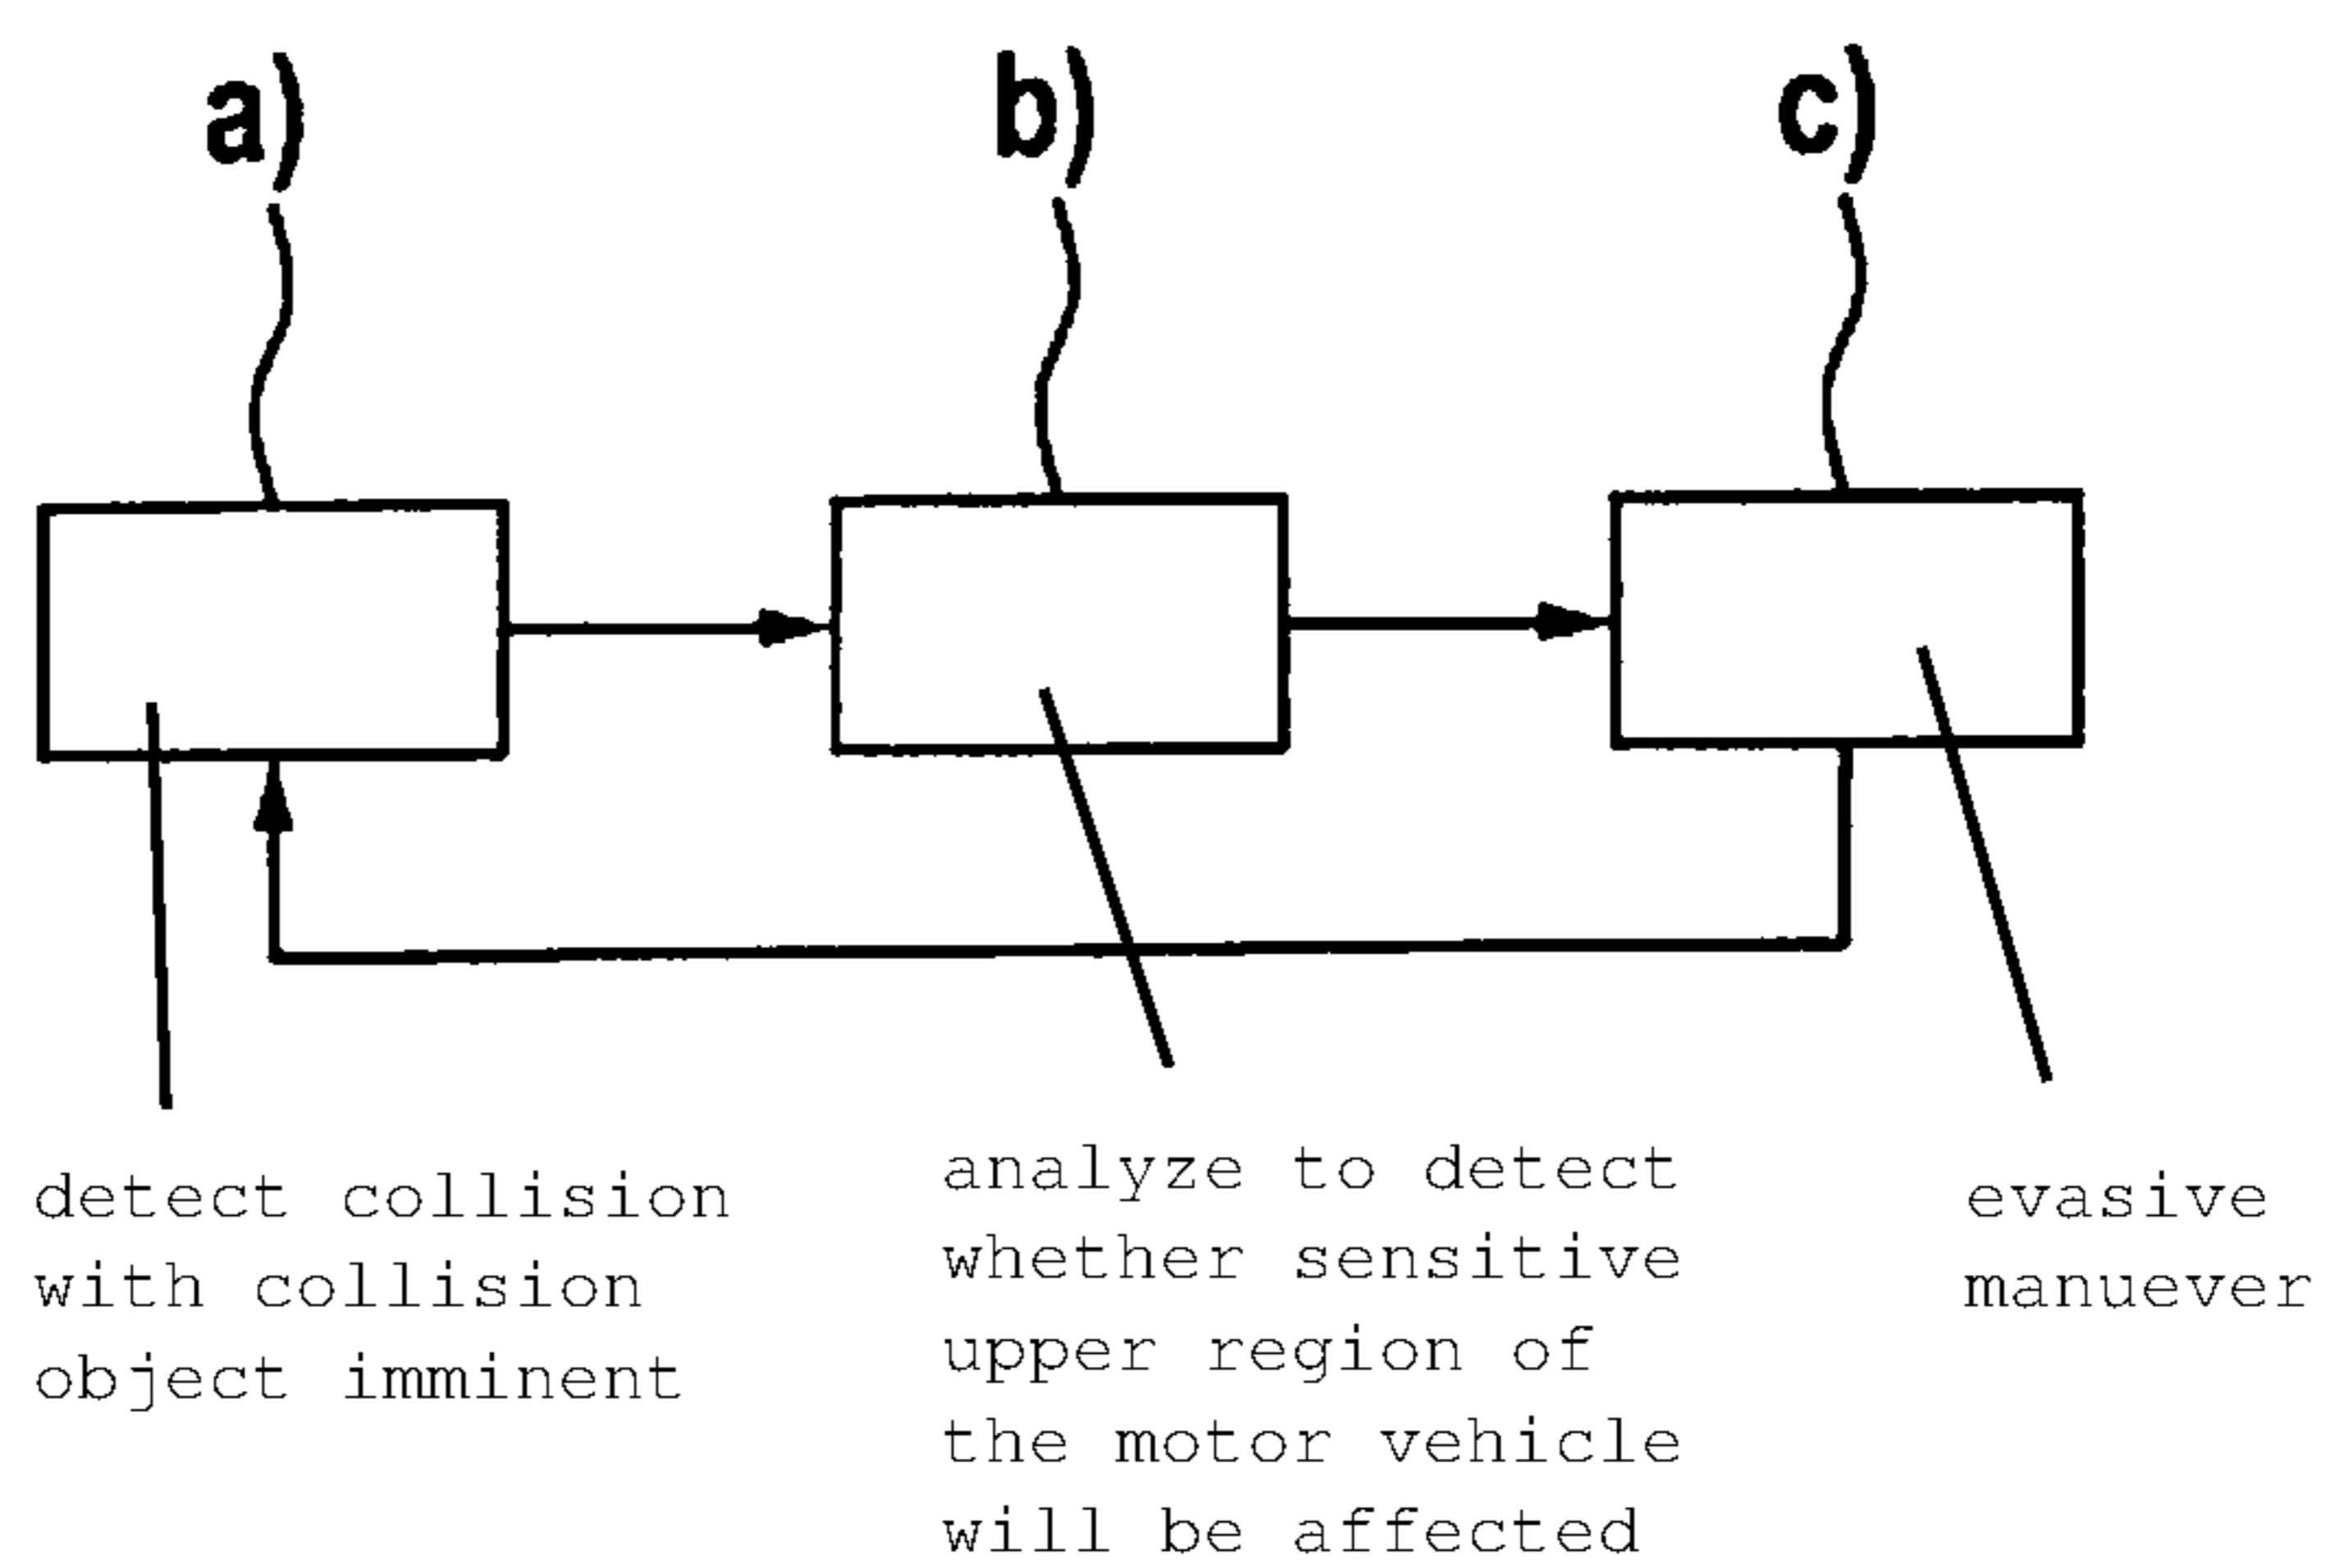 a)
b)
c)
detect collision
with collision
object imminent
analyze to detect
whether sensitive
upper region of
the motor vehicle
will be affected
evasive
manuever